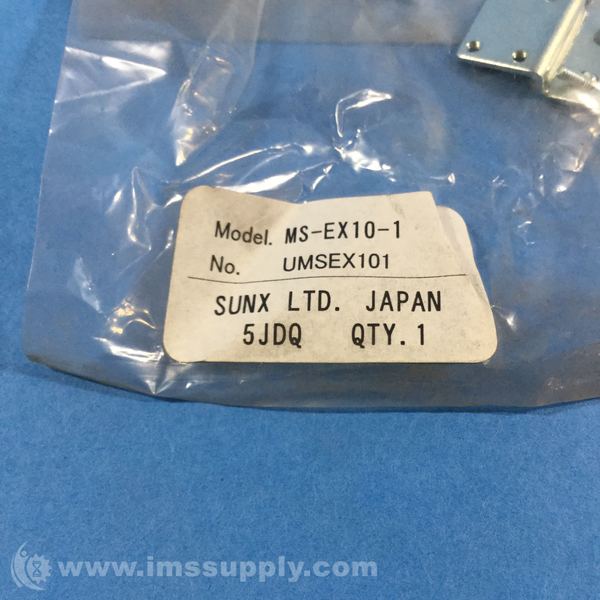 Model. MS-EX10-1
No. UMSEX101
SUNX LTD. JAPAN
5JDQ QTY.1
www.imssupply.com